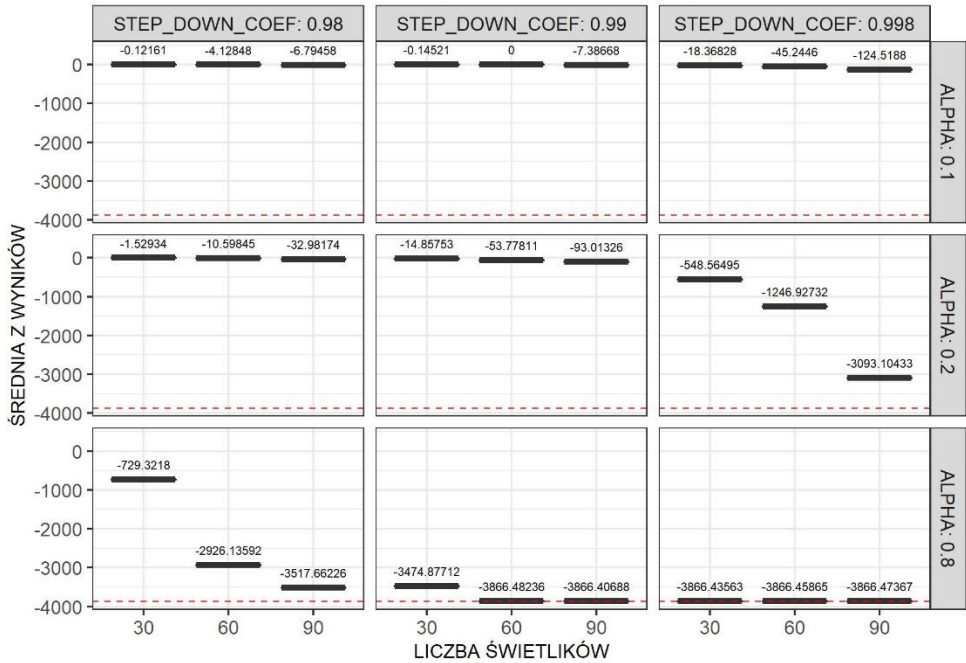 STEP_DOWN_COEF: 0.98 STEP_DOWN_COEF: 0.99 STEP_DOWN_COEF: 0.998
-0.12161 -4.12848 -6.79458 -0.14521 0 -7.38668 -18.36828 -45.2446 -124.5188
0
-1000
-2000
-3000
-4000
ALPHA: 0.1
-1.52934 -10.59845 -32.98174 -14.85753 -53.77811 -93.01326
0
-548.56495
-1000
-1246.92732
-2000
-3093.10433
-3000
-4000
ALPHA: 0.2
0
-729.3218
-1000
-2000
-2926.13592
-3000
-3517.66226 -3474.87712 -3866.48236 -3866.40688 -3866.43563 -3866.45865 -3866.47367
-4000
ALPHA: 0.8
30 60 90 30 60 90 30 60 90
ŚREDNIA Z WYNIKÓW
LICZBA ŚWIETLIKÓW